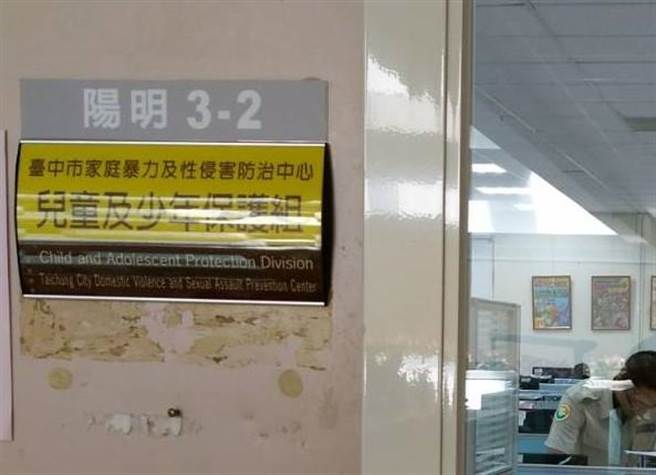 陽明 3-2
臺中市家庭暴力及性侵害防治中心
兒童及少年保護組
Child and Adolescent Protection Division
Taichung City Domestic Violence and Sexual Assault Prevention Center